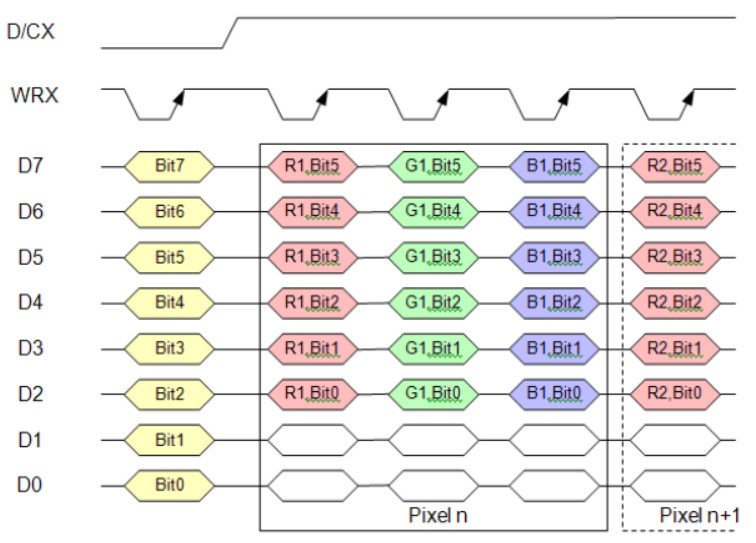 D/CX
WRX
D7 Bit7 R1,Bit5 G1,Bit5 B1,Bit5 R2,Bit5
D6 Bit6 R1,Bit4 G1,Bit4 B1,Bit4 R2,Bit4
D5 Bit5 R1,Bit3 G1,Bit3 B1,Bit3 R2,Bit3
D4 Bit4 R1,Bit2 G1,Bit2 B1,Bit2 R2,Bit2
D3 Bit3 R1,Bit1 G1,Bit1 B1,Bit1 R2,Bit1
D2 Bit2 R1,Bit0 G1,Bit0 B1,Bit0 R2,Bit0
D1 Bit1
D0 Bit0
Pixel n Pixel n+1